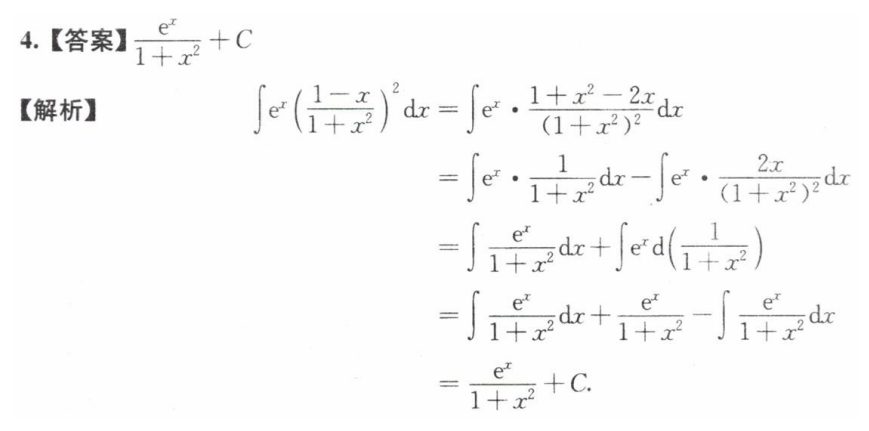 4.【答案】$\frac{e^x}{1+x^2}+C$
【解析】 $\int e^x\left(\frac{1-x}{1+x^2}\right)^2dx=\int e^x\cdot\frac{1+x^2-2x}{(1+x^2)^2}dx$
$=\int e^x\cdot\frac{1}{1+x^2}dx-\int e^x\cdot\frac{2x}{(1+x^2)^2}dx$
$=\int\frac{e^x}{1+x^2}dx+\int e^xd\left(\frac{1}{1+x^2}\right)$
$=\int\frac{e^x}{1+x^2}dx+\frac{e^x}{1+x^2}-\int\frac{e^x}{1+x^2}dx$
$=\frac{e^x}{1+x^2}+C.$